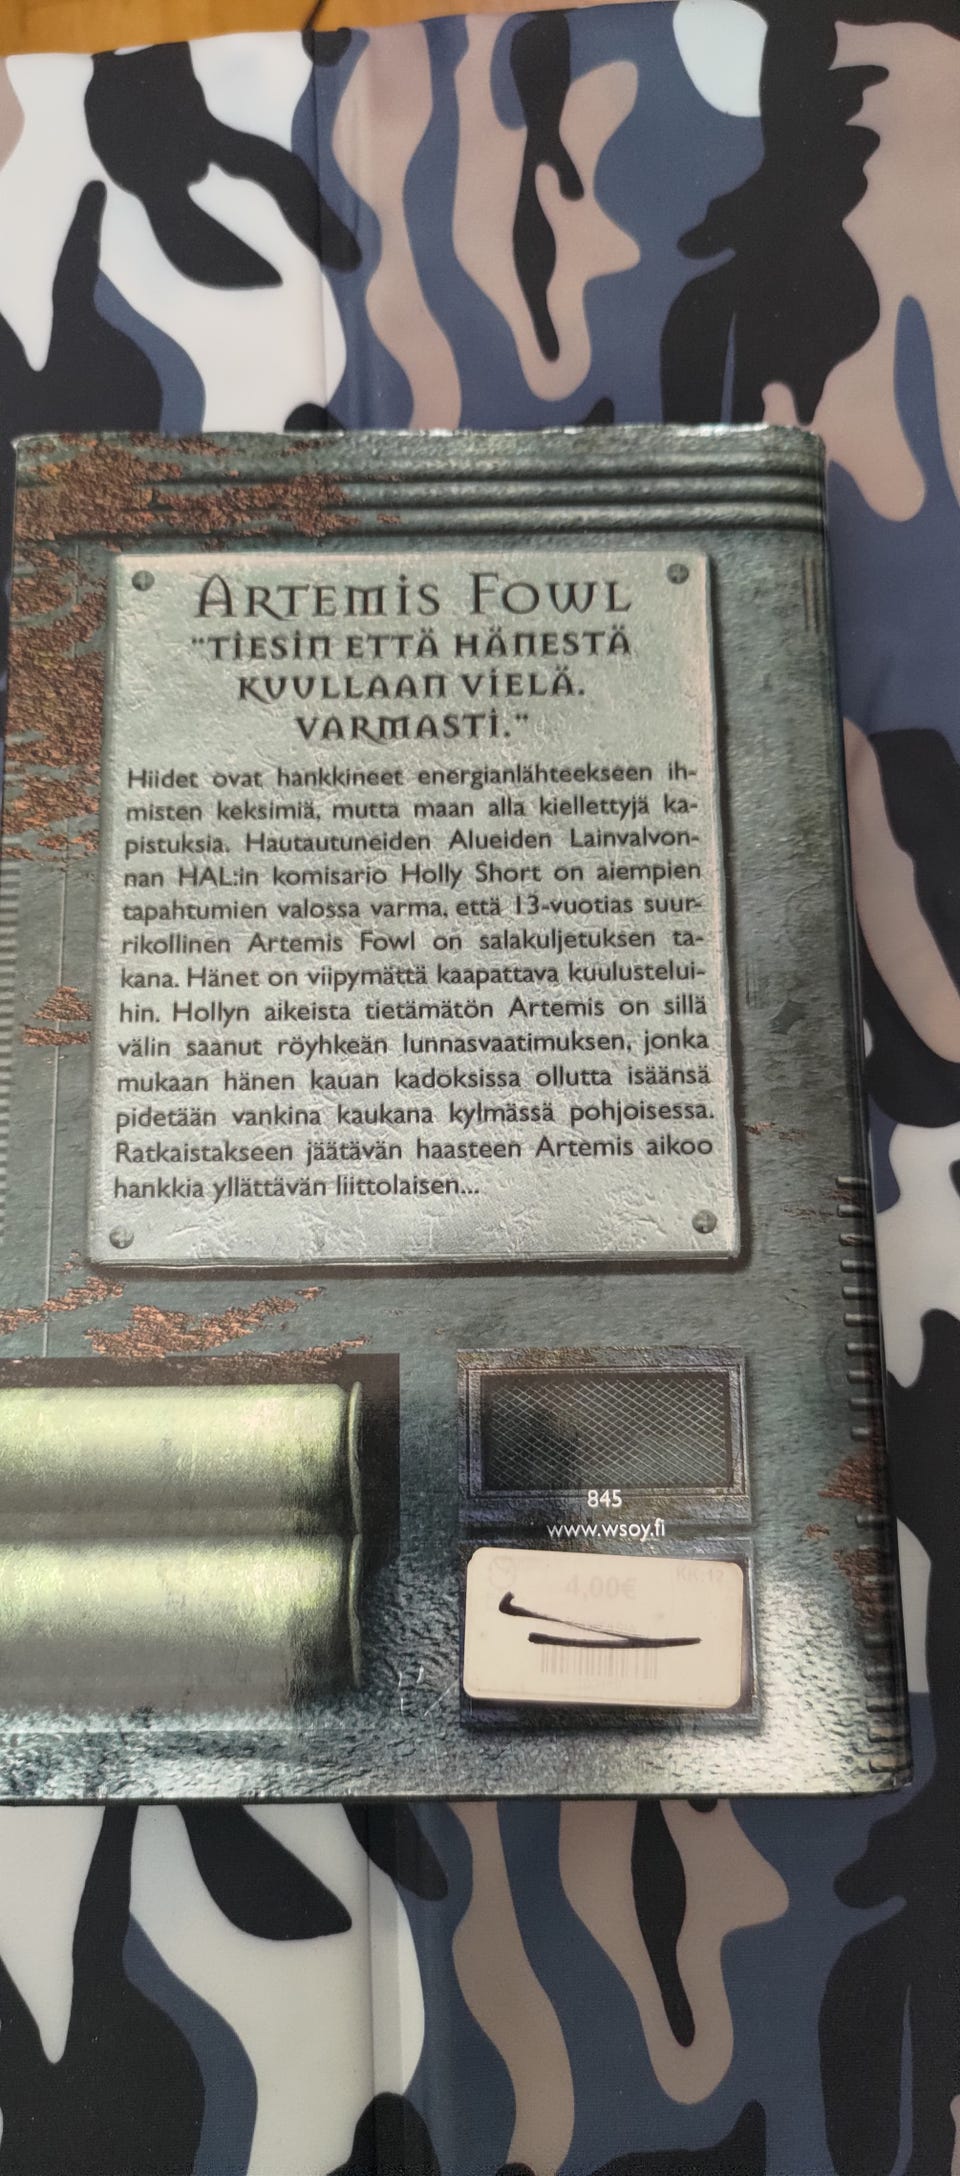 ARTEMIS FOWL
"TIESIN ETTÄ HÄNESTÄ
KUULLAAN VIELÄ.
VARMASTI."
Hiidet ovat hankkineet energianlähteekseen ih-
misten keksimiä, mutta maan alla kiellettyjä ka-
pistuksia. Hautautuneiden Alueiden Lainvalvon-
nan HAL:in komisario Holly Short on aiempien
tapahtumien valossa varma, että 13-vuotias suur-
rikollinen Artemis Fowl on salakuljetuksen ta-
kana. Hänet on viipymättä kaapattava kuulustelui-
hin. Hollyn aikeista tietämätön Artemis on sillä
välin saanut röyhkeän lunnasvaatimuksen, jonka
mukaan hänen kauan kadoksissa ollutta isäänsä
pidetään vankina kaukana kylmässä pohjoisessa.
Ratkaistakseen jäätävän haasteen Artemis aikoo
hankkia yllättävän liittolaisen...
845
www.wsoy.fi
KK:12
4,00€